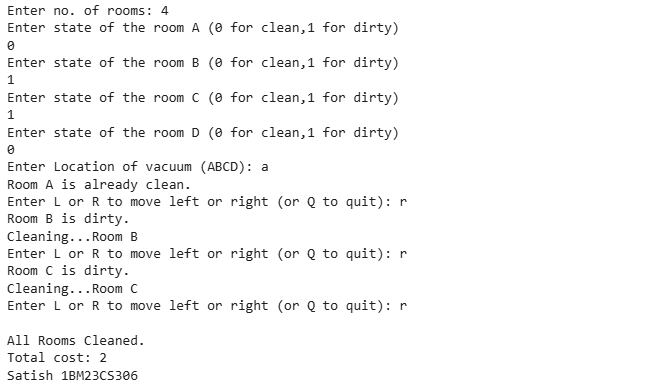 Enter no. of rooms: 4
Enter state of the room A (0 for clean,1 for dirty)
0
Enter state of the room B (0 for clean,1 for dirty)
1
Enter state of the room C (0 for clean,1 for dirty)
1
Enter state of the room D (0 for clean,1 for dirty)
0
Enter Location of vacuum (ABCD): a
Room A is already clean.
Enter L or R to move left or right (or Q to quit): r
Room B is dirty.
Cleaning...Room B
Enter L or R to move left or right (or Q to quit): r
Room C is dirty.
Cleaning...Room C
Enter L or R to move left or right (or Q to quit): r

All Rooms Cleaned.
Total cost: 2
Satish 1BM23CS306